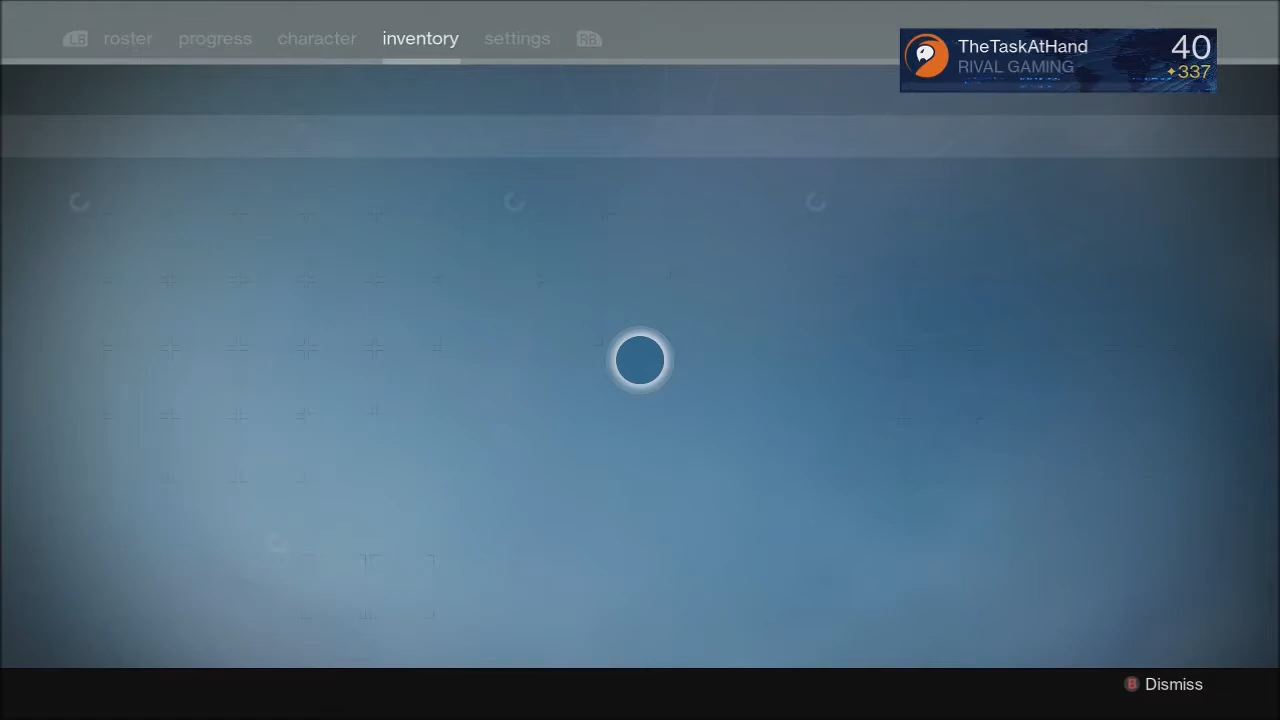 LB roster progress character inventory settings RB
TheTaskAtHand 40
RIVAL GAMING 337
B Dismiss